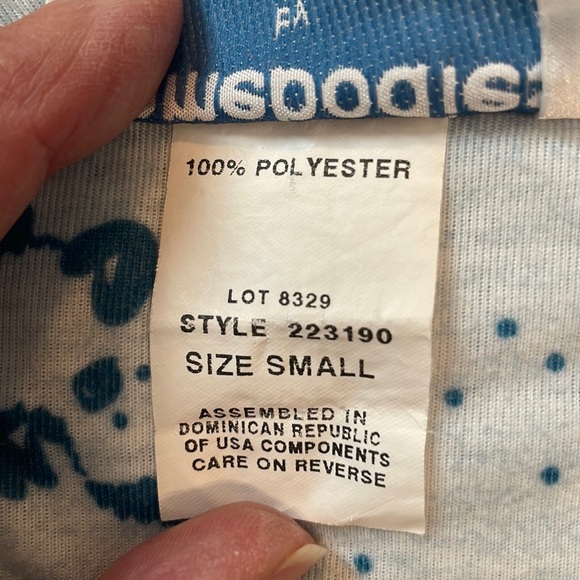 100% POLYESTER
LOT 8329
STYLE 223190
SIZE SMALL
ASSEMBLED IN
DOMINICAN REPUBLIC
OF USA COMPONENTS
CARE ON REVERSE